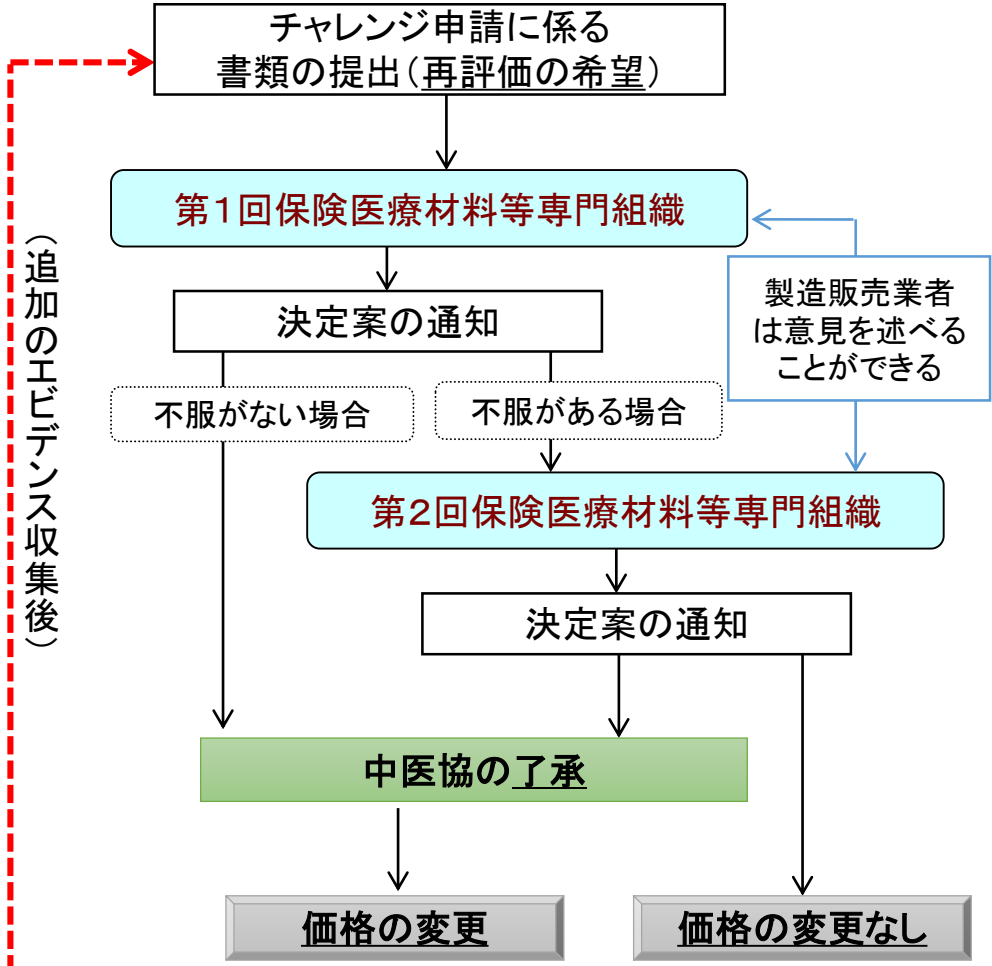 チャレンジ申請に係る
書類の提出(再評価の希望)
第1回保険医療材料等専門組織
(追加のエビデンス収集後)
製造販売業者
は意見を述べる
ことができる
決定案の通知
不服がない場合
不服がある場合
第2回保険医療材料等専門組織
決定案の通知
中医協の了承
価格の変更
価格の変更なし